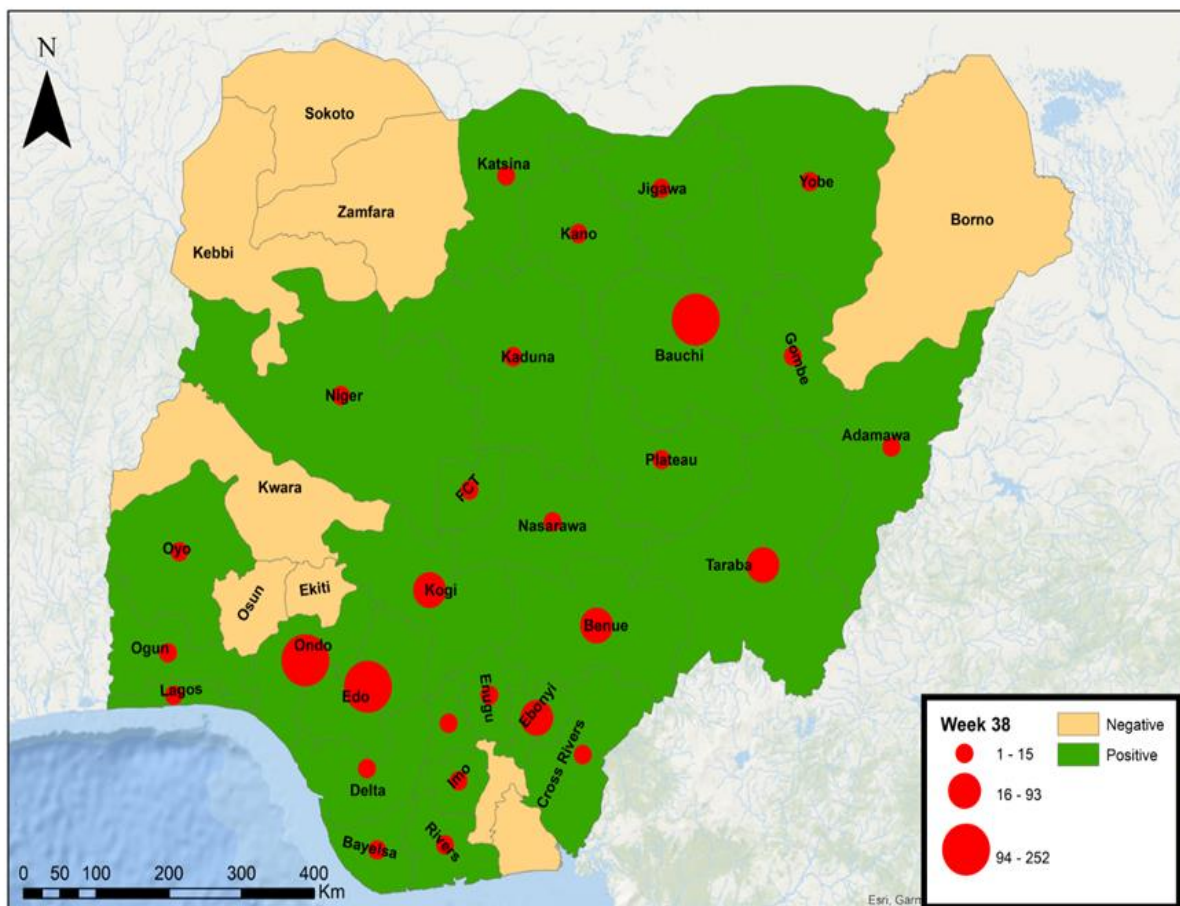 N
Sokoto
Katsina
Jigawa
Yobe
Zamfara
Kano
Borno
Kebbi
Kaduna
Bauchi
Gombe
Niger
Adamawa
Plateau
FCT
Kwara
Nasarawa
Oyo
Taraba
Ekiti
Osun
Kogi
Benue
Ogun
Ondo
Lagos
Edo
Enugu
Ebonyi
Cross Rivers
Imo
Delta
Bayelsa
Rivers
Week 38
1 - 15
16 - 93
94 - 252
Negative
Positive
0 50 100 200 300 400
Km
Esri, Garm